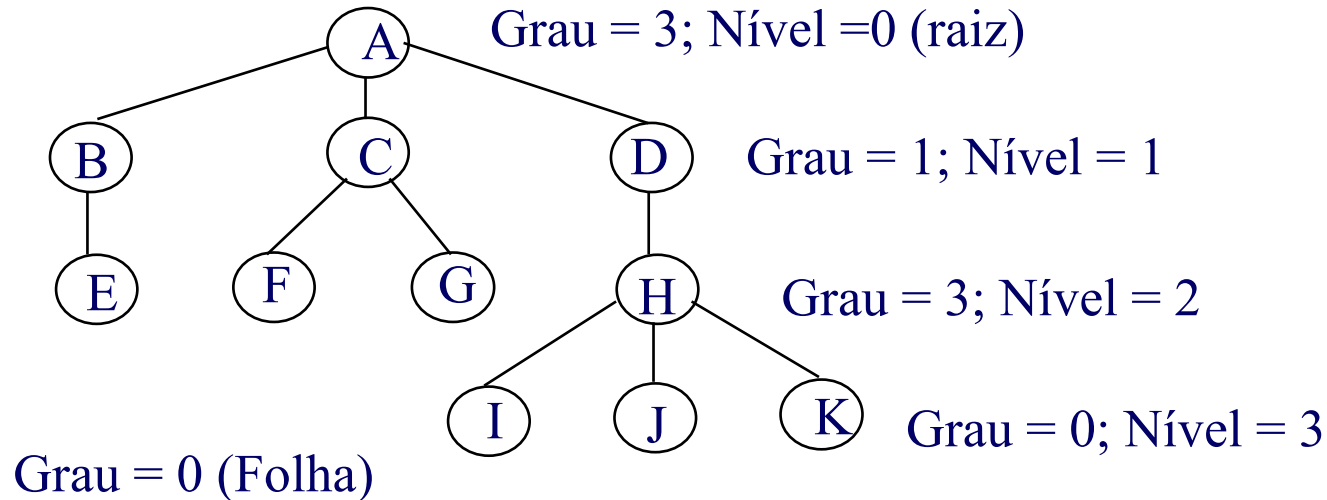 A Grau = 3; Nível =0 (raiz)
B C D Grau = 1; Nível = 1
E F G H Grau = 3; Nível = 2
I J K Grau = 0; Nível = 3
Grau = 0 (Folha)